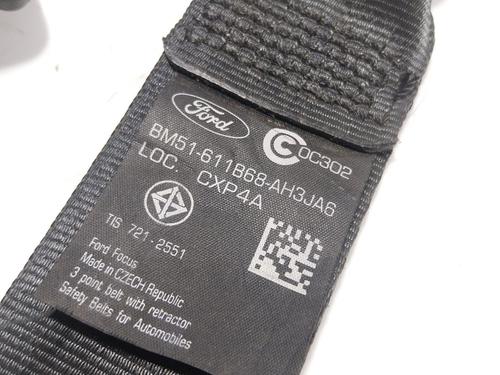 Ford
C 0C302
BM51-611B68-AH3JA6
LOC. CXP4A
TIS 721-2551
Ford Focus
Made in CZECH Republic
3 point belt with retractor
Safety Belts for Automobiles